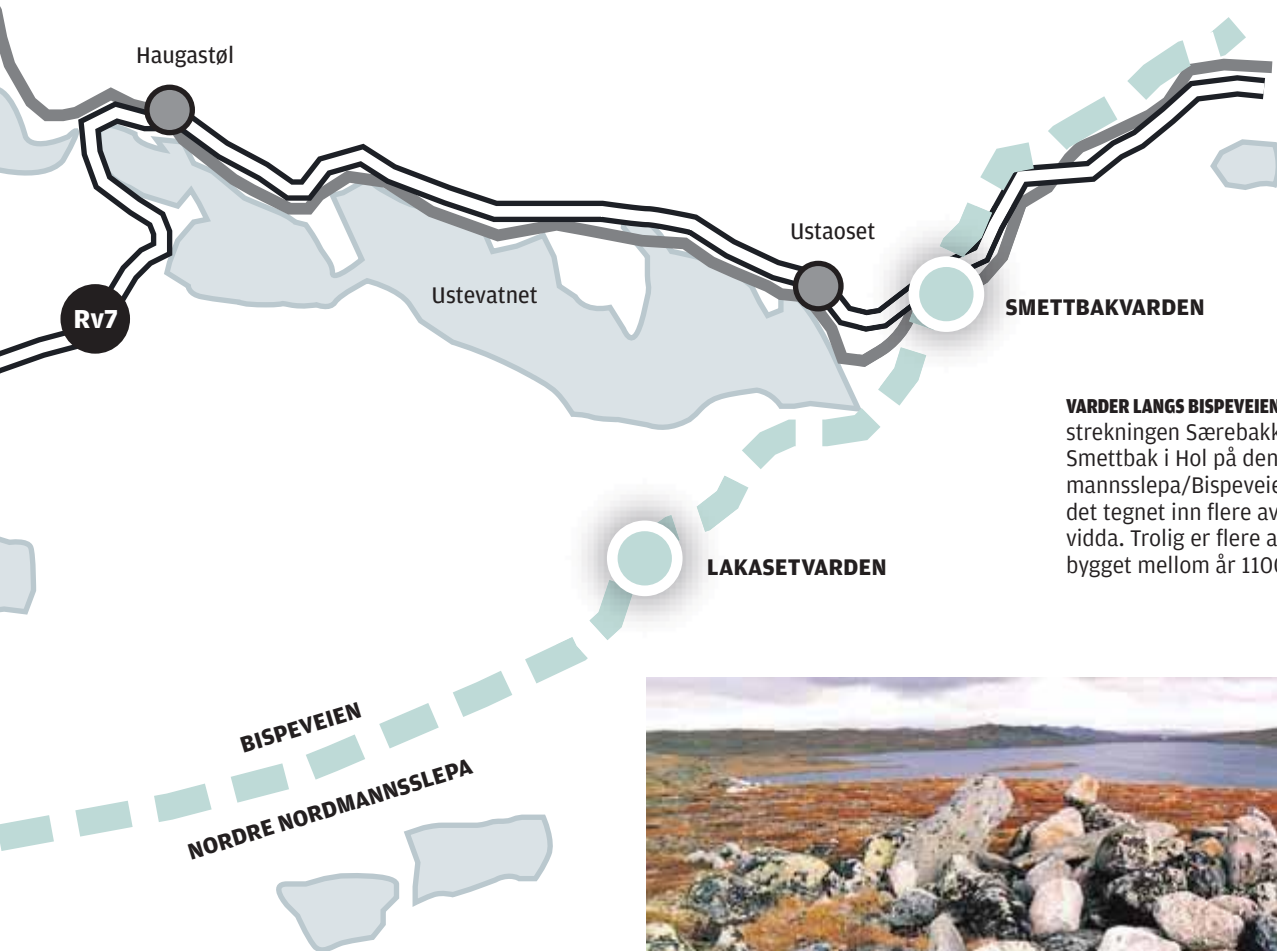 Haugastøl
Ustaoset
Ustevatnet
Rv7
SMETTBAKVARDEN
VARDER LANGS BISPEVEIEN
strekningen Særebakk
Smettbak i Hol på den
mannsslepa/Bispeveie
det tegnet inn flere av
vidda. Trolig er flere a
bygget mellom år 1100
LAKASETVARDEN
BISPEVEIEN
NORDRE NORDMANNSSLEPA